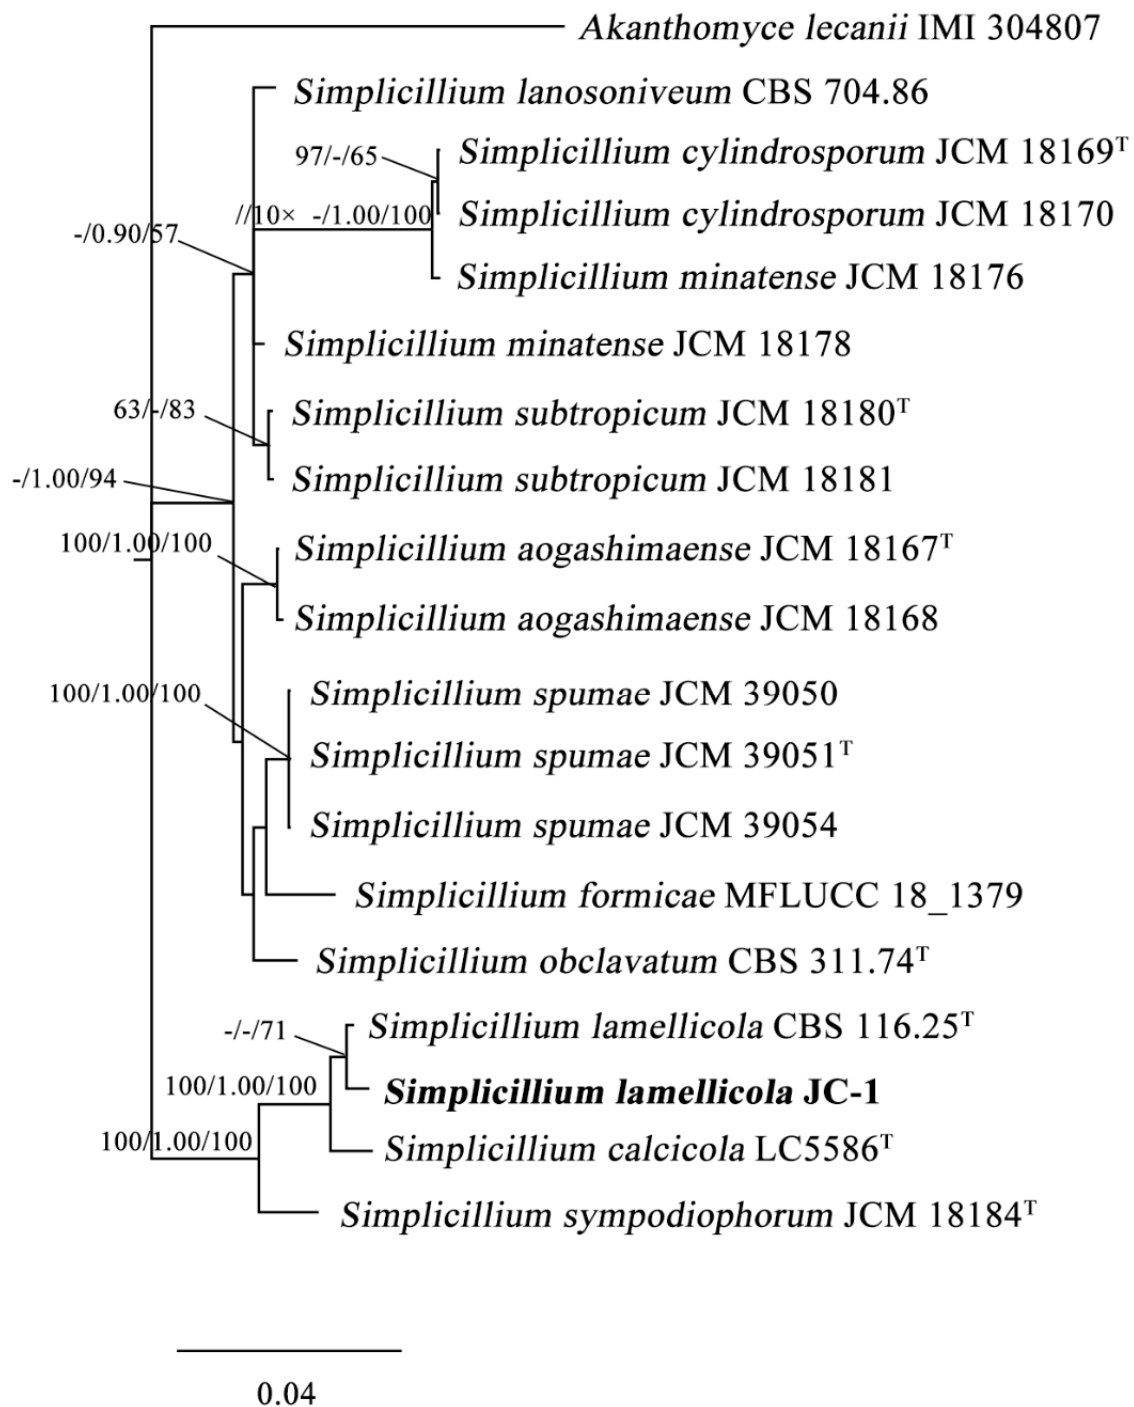 Akanthomyce lecanii IMI 304807
Simplicillium lanosoniveum CBS 704.86
97/-/65
Simplicillium cylindrosporum JCM 18169ᵀ
//10× -/1.00/100
Simplicillium cylindrosporum JCM 18170
-/0.90/57
Simplicillium minatense JCM 18176
Simplicillium minatense JCM 18178
63/-/83
Simplicillium subtropicum JCM 18180ᵀ
-/1.00/94
Simplicillium subtropicum JCM 18181
100/1.00/100
Simplicillium aogashimaense JCM 18167ᵀ
Simplicillium aogashimaense JCM 18168
100/1.00/100
Simplicillium spumae JCM 39050
Simplicillium spumae JCM 39051ᵀ
Simplicillium spumae JCM 39054
Simplicillium formicae MFLUCC 18_1379
Simplicillium obclavatum CBS 311.74ᵀ
-/-/71
Simplicillium lamellicola CBS 116.25ᵀ
100/1.00/100
Simplicillium lamellicola JC-1
100/1.00/100
Simplicillium calcicola LC5586ᵀ
Simplicillium sympodiophorum JCM 18184ᵀ
0.04